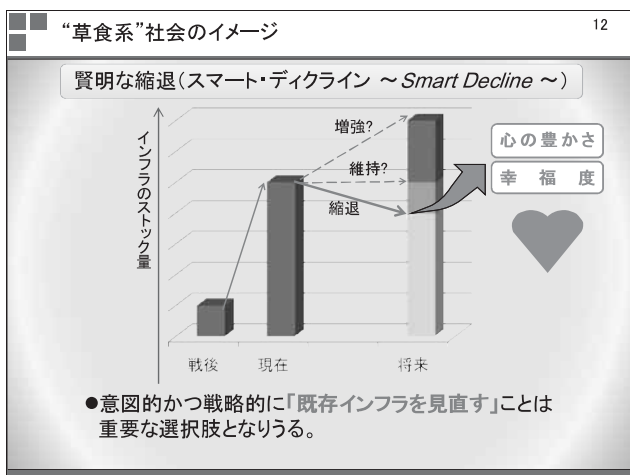 “草食系”社会のイメージ
12
賢明な縮退(スマート・ディクライン ～Smart Decline～)
インフラのストック量
増強?
維持?
縮退
心の豊かさ
幸福度
戦後
現在
将来
●意図的かつ戦略的に「既存インフラを見直す」ことは
重要な選択肢となりうる。